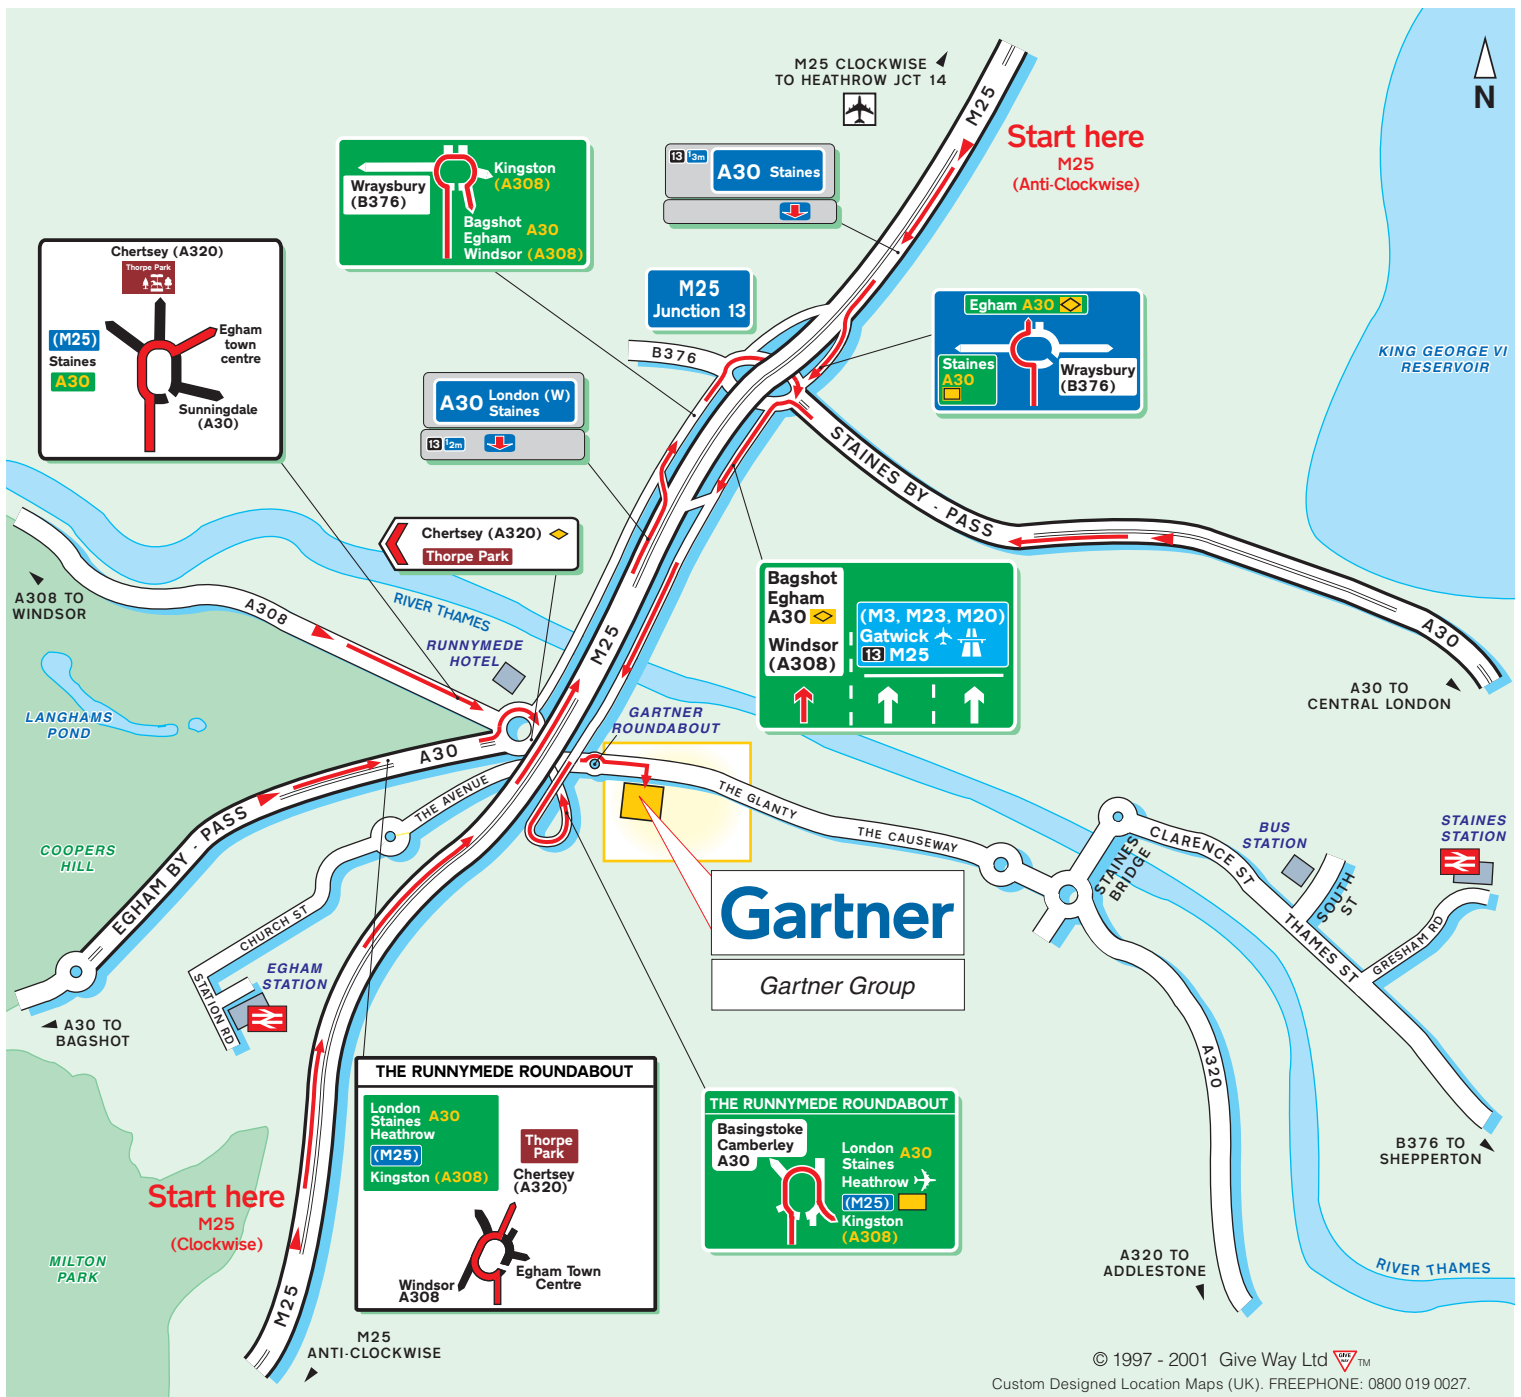 M25 CLOCKWISE
TO HEATHROW JCT 14
M25
N
Start here
M25
(Anti-Clockwise)
Kingston
(A308)
Wraysbury
(B376)
Bagshot
Egham
A30
Windsor (A308)
13
A30 Staines
M25
Junction 13
Chertsey (A320)
Thorpe Park
(M25)
Staines
A30
Egham
town
centre
Sunningdale
(A30)
B376
Egham A30
Staines
A30
Wraysbury
(B376)
KING GEORGE VI
RESERVOIR
A30 London (W)
Staines
13
STAINES BY - PASS
Chertsey (A320)
Thorpe Park
A308 TO
WINDSOR
A308
RIVER THAMES
RUNNYMEDE
HOTEL
M25
Bagshot
Egham
A30
Windsor
(A308)
(M3, M23, M20)
Gatwick
13 M25
A30
A30 TO
CENTRAL LONDON
LANGHAMS
POND
GARTNER
ROUNDABOUT
A30
THE AVENUE
THE GLANTY
THE CAUSEWAY
COOPERS
HILL
EGHAM BY - PASS
CHURCH ST
STATION RD
EGHAM
STATION
STAINES
BRIDGE
CLARENCE ST
BUS
STATION
STAINES
STATION
SOUTH
ST
THAMES ST
GRESHAM RD
Gartner
Gartner Group
A30 TO
BAGSHOT
THE RUNNYMEDE ROUNDABOUT
London
Staines
Heathrow
A30
(M25)
Kingston (A308)
Thorpe
Park
Chertsey
(A320)
Egham Town
Centre
Windsor
A308
THE RUNNYMEDE ROUNDABOUT
Basingstoke
Camberley
A30
London
Staines
A30
Heathrow
(M25)
Kingston
(A308)
A320
B376 TO
SHEPPERTON
Start here
M25
(Clockwise)
MILTON
PARK
A320 TO
ADDLESTONE
RIVER THAMES
M25
M25
ANTI-CLOCKWISE
© 1997 - 2001 Give Way Ltd GIVE WAY TM
Custom Designed Location Maps (UK). FREEPHONE: 0800 019 0027.